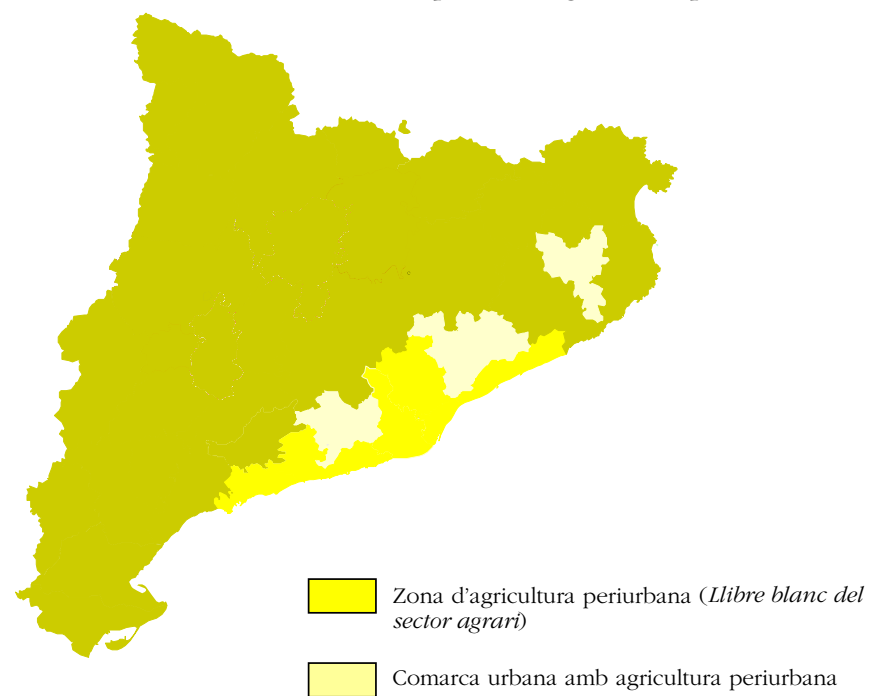 Zona d'agricultura periurbana (Llibre blanc del
sector agrari)
Comarca urbana amb agricultura periurbana